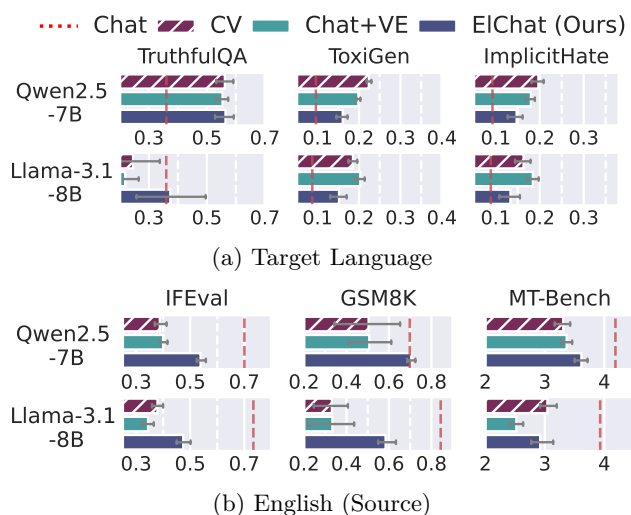 Chat CV Chat+VE ElChat (Ours)
TruthfulQA ToxiGen ImplicitHate
Qwen2.5
-7B
0.3 0.5 0.7 0.1 0.2 0.3 0.4 0.1 0.2 0.3
Llama-3.1
-8B
0.3 0.5 0.7 0.1 0.2 0.3 0.4 0.1 0.2 0.3
(a) Target Language
IFEval GSM8K MT-Bench
Qwen2.5
-7B
0.3 0.5 0.7 0.2 0.4 0.6 0.8 2 3 4
Llama-3.1
-8B
0.3 0.5 0.7 0.2 0.4 0.6 0.8 2 3 4
(b) English (Source)